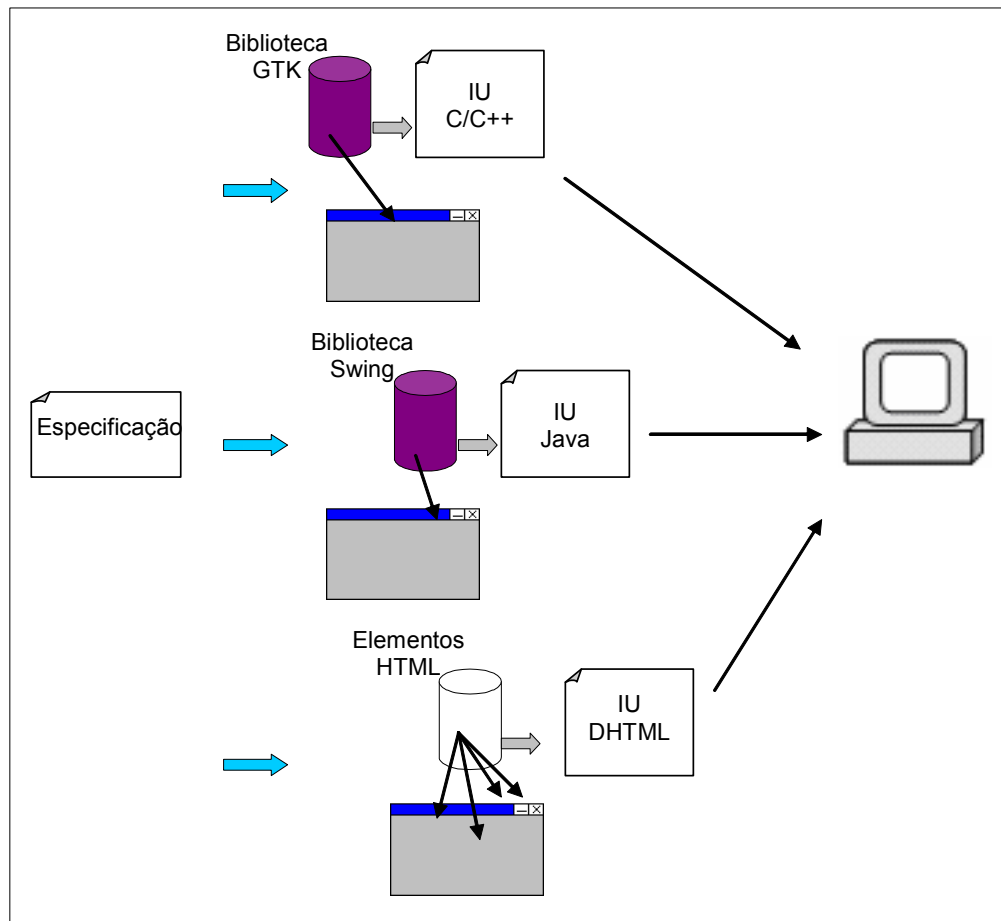 Biblioteca
GTK
IU
C/C++
Biblioteca
Swing
IU
Java
Especificação
Elementos
HTML
IU
DHTML